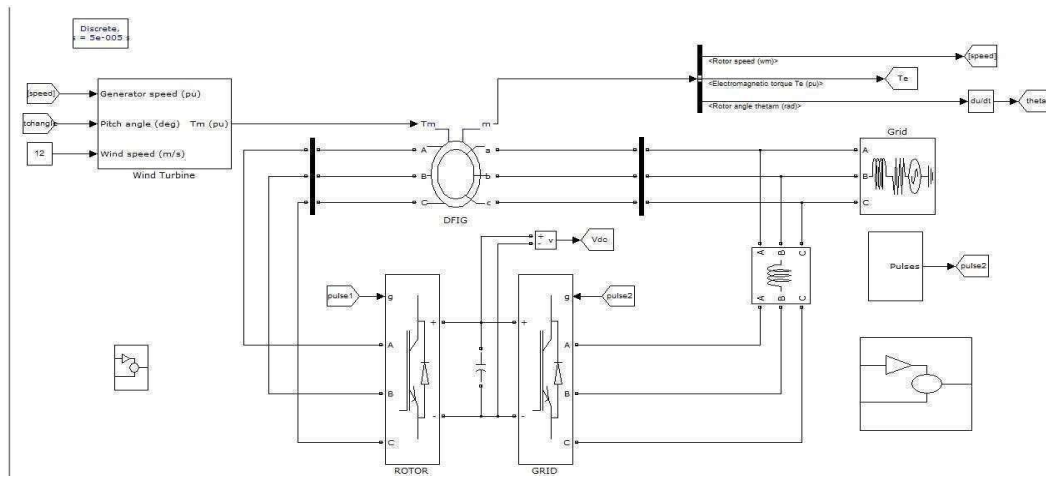 Discrete,
s = 5e-005 s
[speed]
Generator speed (pu)
tchangle
Pitch angle (deg) Tm (pu)
12
Wind speed (m/s)
Wind Turbine
Tm m
A a
B b
C c
DFIG
<Rotor speed (wm)>
[speed]
<Electromagnetic torque Te (pu)>
Te
<Rotor angle thetam (rad)>
du/dt
theta
Grid
A
B
C
+
-
v
Vdc
A B C
A B C
Pulses
pulse2
pulse1
g
+
A
B
-
C
ROTOR
g
pulse2
+
A
B
-
C
GRID